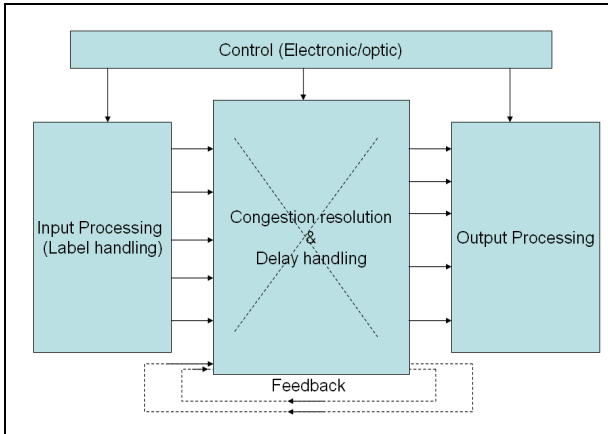 Control (Electronic/optic)
Input Processing
(Label handling)
Congestion resolution
&
Delay handling
Output Processing
Feedback